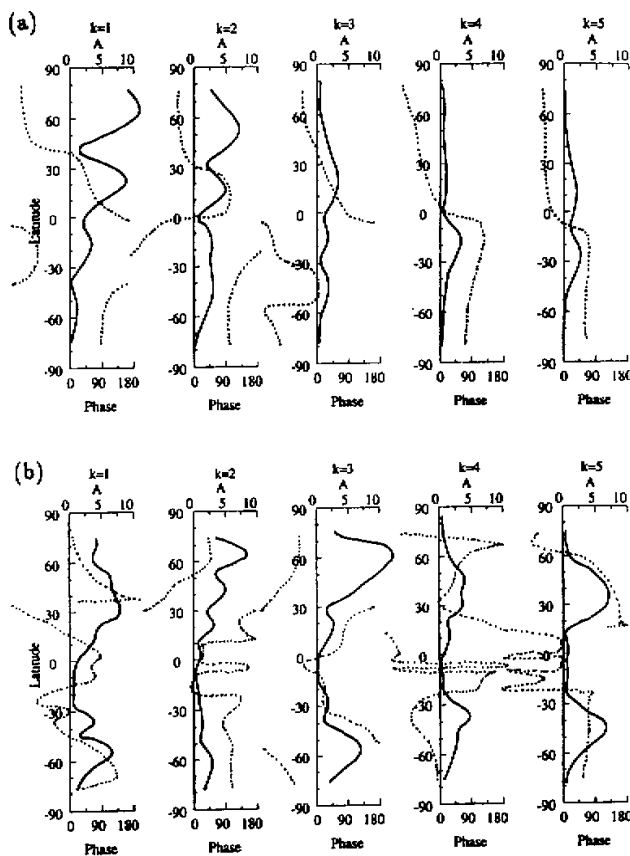 (a)
k=1 k=2 k=3 k=4 k=5
A A A A A
0 5 10 0 5 10 0 5 10 0 5 10 0 5 10
90 90 90 90 90
60 60 60 60 60
30 30 30 30 30
0 0 0 0 0
Latitude
-30 -30 -30 -30 -30
-60 -60 -60 -60 -60
-90 -90 -90 -90 -90
0 90 180 0 90 180 0 90 180 0 90 180 0 90 180
Phase Phase Phase Phase Phase
(b)
k=1 k=2 k=3 k=4 k=5
A A A A A
0 5 10 0 5 10 0 5 10 0 5 10 0 5 10
90 90 90 90 90
60 60 60 60 60
30 30 30 30 30
0 0 0 0 0
Latitude
-30 -30 -30 -30 -30
-60 -60 -60 -60 -60
-90 -90 -90 -90 -90
0 90 180 0 90 180 0 90 180 0 90 180 0 90 180
Phase Phase Phase Phase Phase